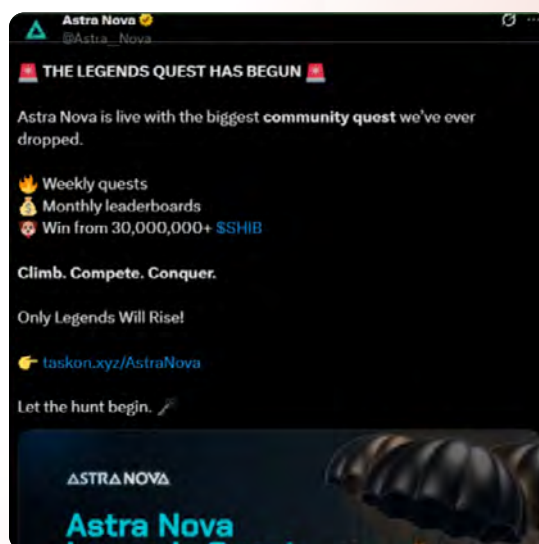 Astra Nova
@Astra_Nova
🚨 THE LEGENDS QUEST HAS BEGUN 🚨
Astra Nova is live with the biggest community quest we've ever
dropped.
🔥 Weekly quests
💰 Monthly leaderboards
Win from 30,000,000+ $SHIB
Climb. Compete. Conquer.
Only Legends Will Rise!
👉 taskon.xyz/AstraNova
Let the hunt begin.
ASTRA NOVA
Astra Nova